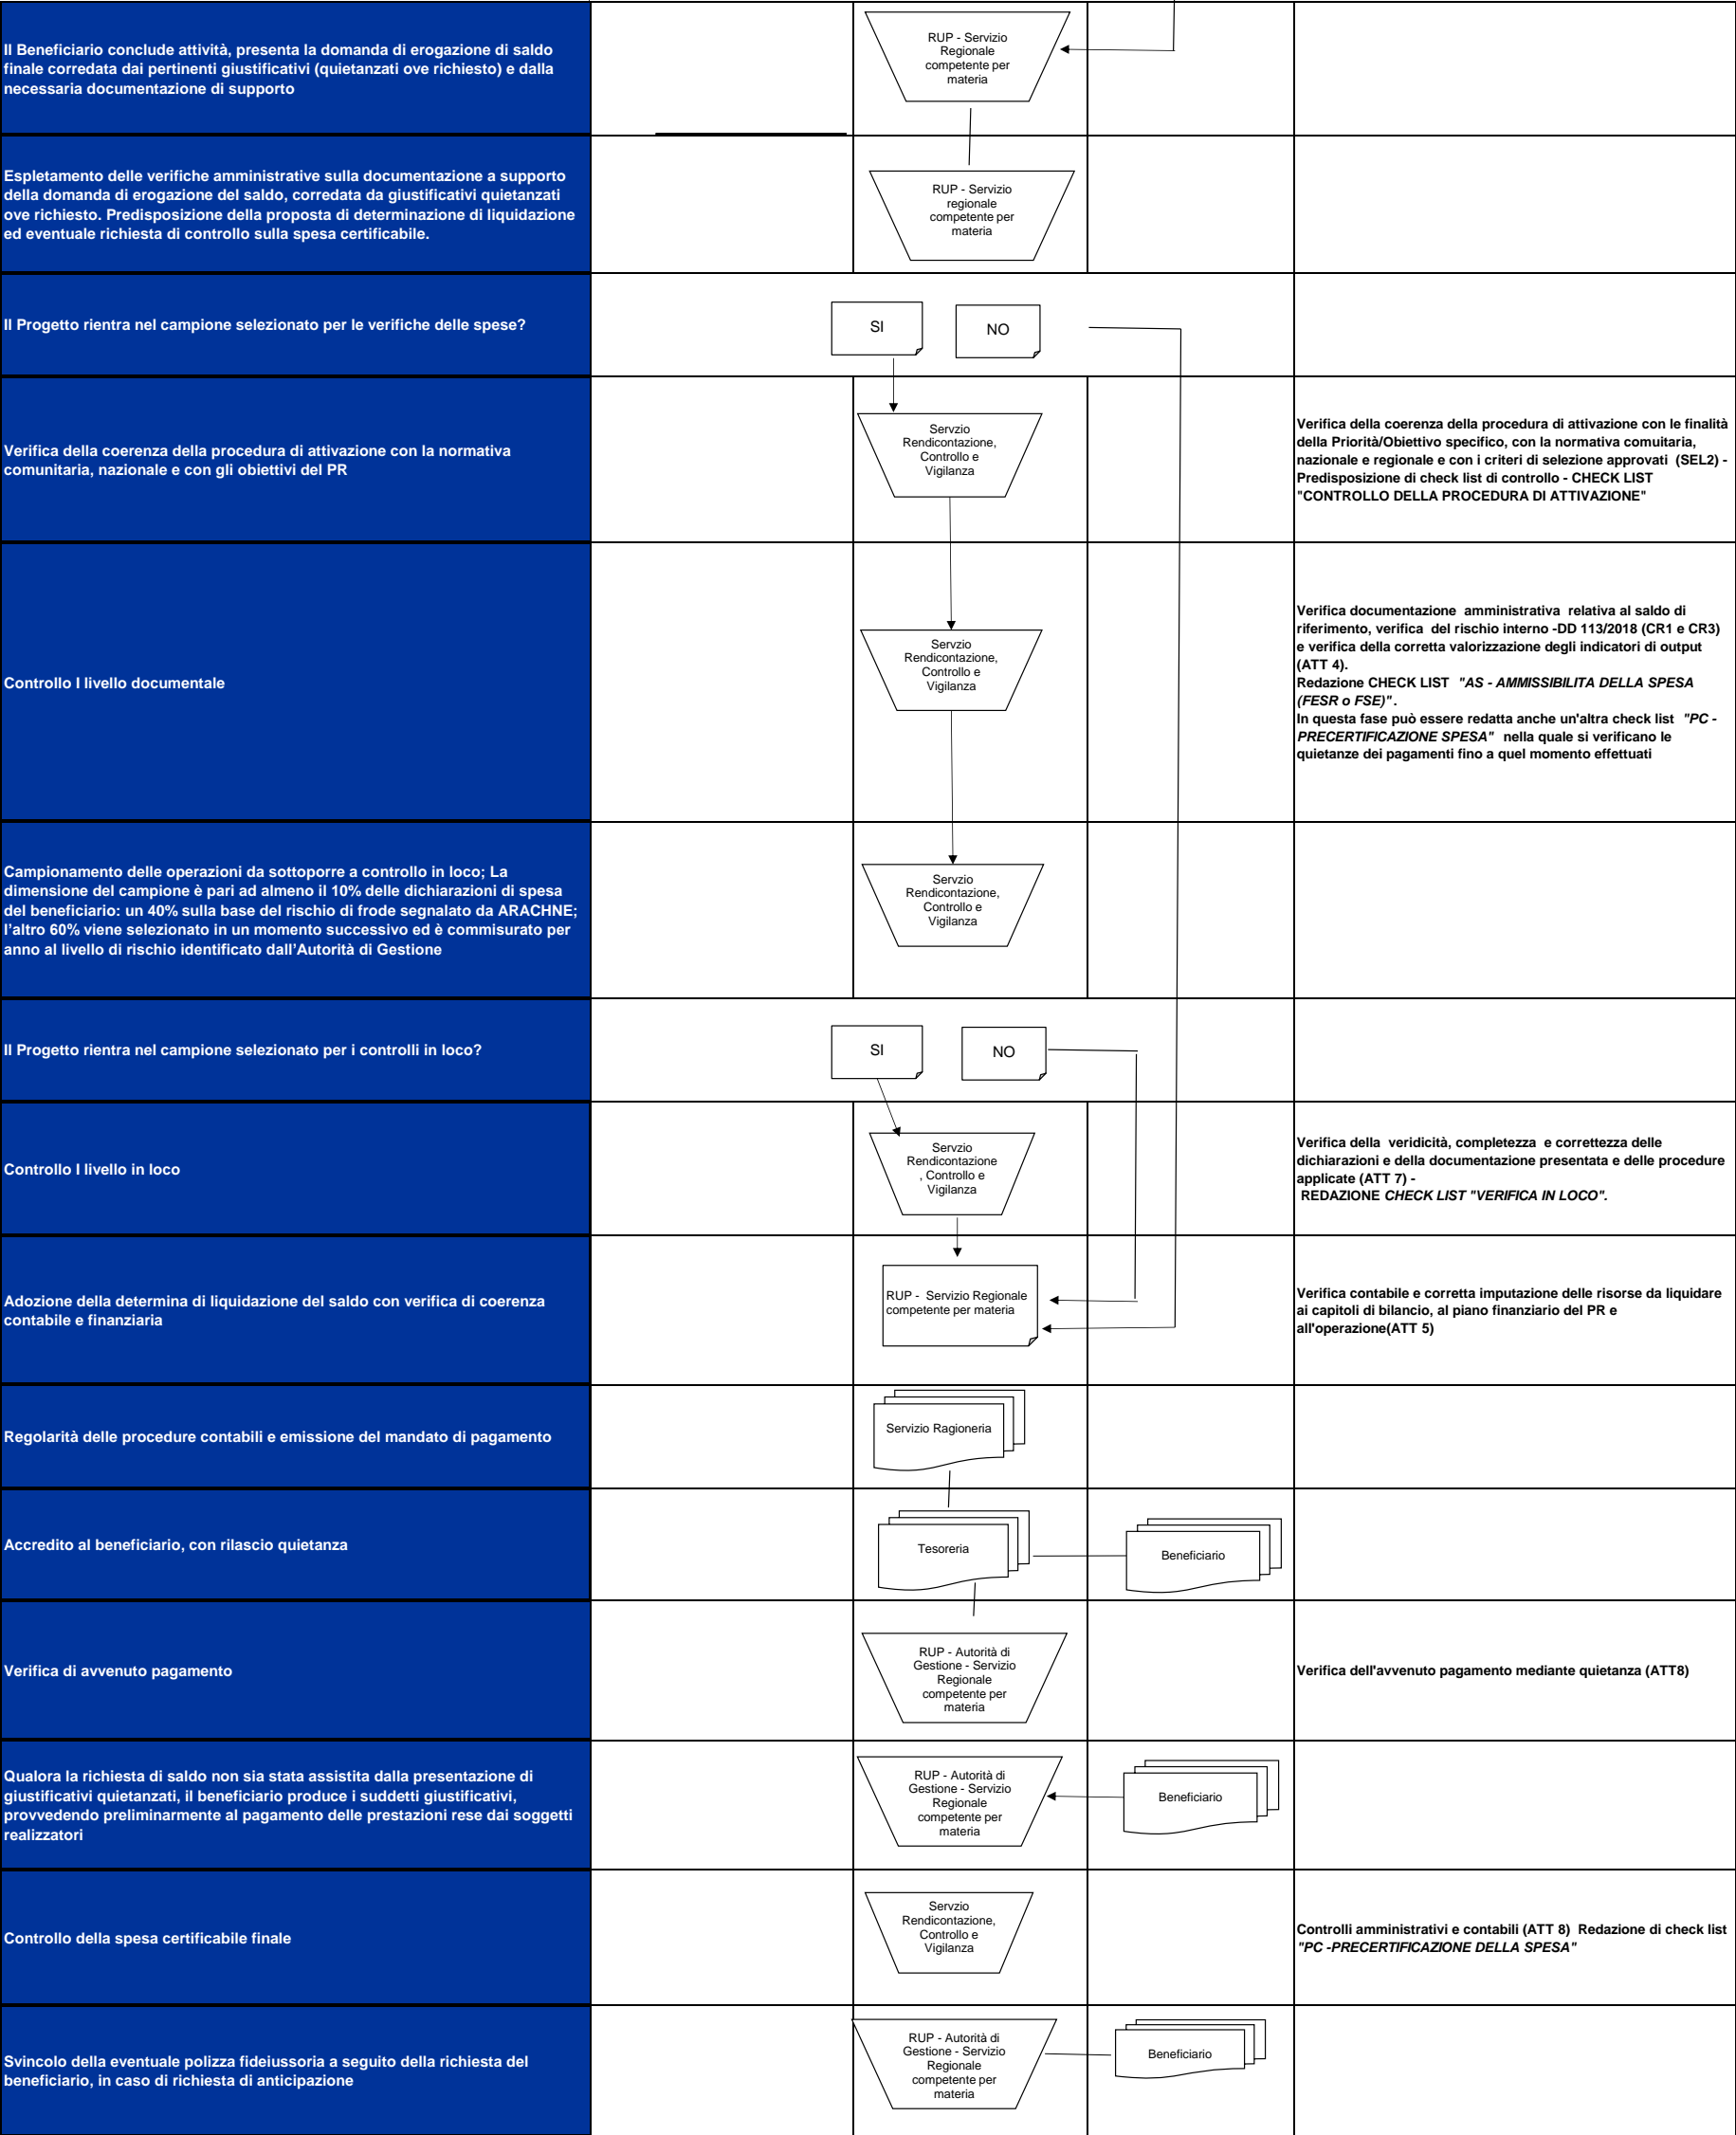 Il Beneficiario conclude attività, presenta la domanda di erogazione di saldo
finale corredata dai pertinenti giustificativi (quietanzati ove richiesto) e dalla
necessaria documentazione di supporto
RUP - Servizio
Regionale
competente per
materia
Espletamento delle verifiche amministrative sulla documentazione a supporto
della domanda di erogazione del saldo, corredata da giustificativi quietanzati
ove richiesto. Predisposizione della proposta di determinazione di liquidazione
ed eventuale richiesta di controllo sulla spesa certificabile.
RUP - Servizio
regionale
competente per
materia
Il Progetto rientra nel campione selezionato per le verifiche delle spese?
SI
NO
Verifica della coerenza della procedura di attivazione con la normativa
comunitaria, nazionale e con gli obiettivi del PR
Servzio
Rendicontazione,
Controllo e
Vigilanza
Verifica della coerenza della procedura di attivazione con le finalità
della Priorità/Obiettivo specifico, con la normativa comuitaria,
nazionale e regionale e con i criteri di selezione approvati (SEL2) -
Predisposizione di check list di controllo - CHECK LIST
"CONTROLLO DELLA PROCEDURA DI ATTIVAZIONE"
Controllo I livello documentale
Servzio
Rendicontazione,
Controllo e
Vigilanza
Verifica documentazione amministrativa relativa al saldo di
riferimento, verifica del rischio interno -DD 113/2018 (CR1 e CR3)
e verifica della corretta valorizzazione degli indicatori di output
(ATT 4).
Redazione CHECK LIST "AS - AMMISSIBILITA DELLA SPESA
(FESR o FSE)".
In questa fase può essere redatta anche un'altra check list "PC -
PRECERTIFICAZIONE SPESA" nella quale si verificano le
quietanze dei pagamenti fino a quel momento effettuati
Campionamento delle operazioni da sottoporre a controllo in loco; La
dimensione del campione è pari ad almeno il 10% delle dichiarazioni di spesa
del beneficiario: un 40% sulla base del rischio di frode segnalato da ARACHNE;
l'altro 60% viene selezionato in un momento successivo ed è commisurato per
anno al livello di rischio identificato dall'Autorità di Gestione
Servzio
Rendicontazione,
Controllo e
Vigilanza
Il Progetto rientra nel campione selezionato per i controlli in loco?
SI
NO
Controllo I livello in loco
Servzio
Rendicontazione
, Controllo e
Vigilanza
Verifica della veridicità, completezza e correttezza delle
dichiarazioni e della documentazione presentata e delle procedure
applicate (ATT 7) -
REDAZIONE CHECK LIST "VERIFICA IN LOCO".
Adozione della determina di liquidazione del saldo con verifica di coerenza
contabile e finanziaria
RUP - Servizio Regionale
competente per materia
Verifica contabile e corretta imputazione delle risorse da liquidare
ai capitoli di bilancio, al piano finanziario del PR e
all'operazione(ATT 5)
Regolarità delle procedure contabili e emissione del mandato di pagamento
Servizio Ragioneria
Accredito al beneficiario, con rilascio quietanza
Tesoreria
Beneficiario
Verifica di avvenuto pagamento
RUP - Autorità di
Gestione - Servizio
Regionale
competente per
materia
Verifica dell'avvenuto pagamento mediante quietanza (ATT8)
Qualora la richiesta di saldo non sia stata assistita dalla presentazione di
giustificativi quietanzati, il beneficiario produce i suddetti giustificativi,
provvedendo preliminarmente al pagamento delle prestazioni rese dai soggetti
realizzatori
RUP - Autorità di
Gestione - Servizio
Regionale
competente per
materia
Beneficiario
Controllo della spesa certificabile finale
Servzio
Rendicontazione,
Controllo e
Vigilanza
Controlli amministrativi e contabili (ATT 8) Redazione di check list
"PC -PRECERTIFICAZIONE DELLA SPESA"
Svincolo della eventuale polizza fideiussoria a seguito della richiesta del
beneficiario, in caso di richiesta di anticipazione
RUP - Autorità di
Gestione - Servizio
Regionale
competente per
materia
Beneficiario